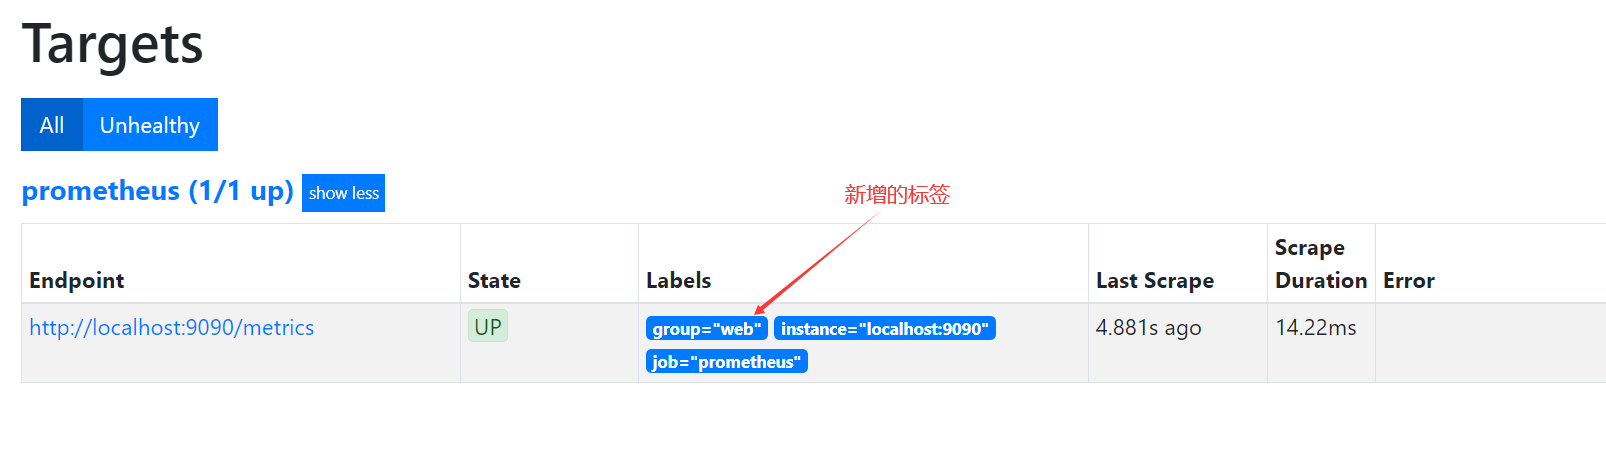 Targets
All Unhealthy
prometheus (1/1 up) show less
新增的标签
Endpoint State Labels Last Scrape Scrape Duration Error
http://localhost:9090/metrics UP group="web" instance="localhost:9090" 4.881s ago 14.22ms
job="prometheus"